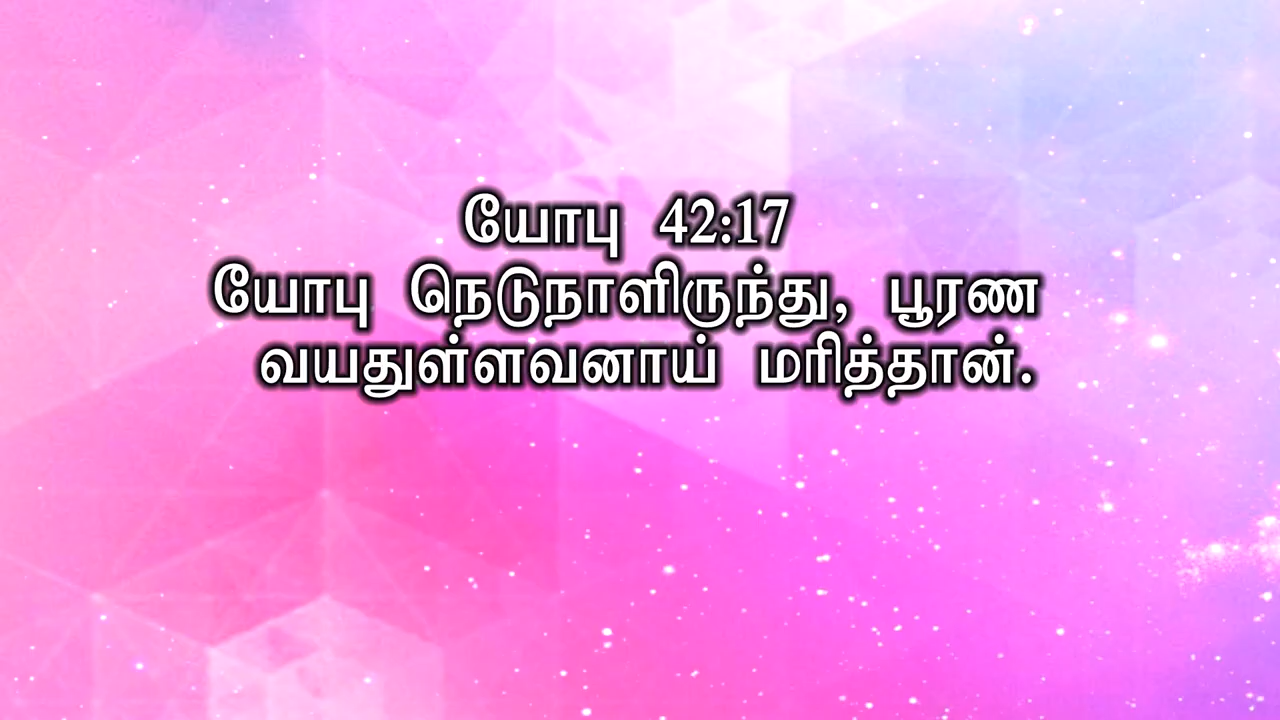 யோபு 42:17
யோபு நெடுநாளிருந்து, பூரண
வயதுள்ளவனாய் மரித்தான்.